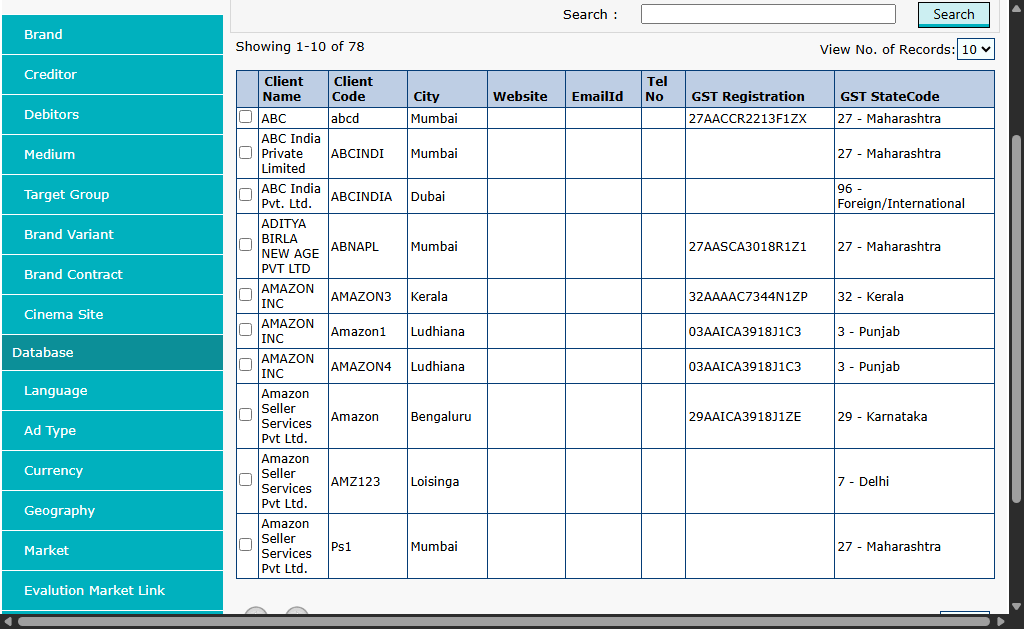 Search :
Search
Showing 1-10 of 78
View No. of Records: 10
Brand
Creditor
Debitors
Medium
Target Group
Brand Variant
Brand Contract
Cinema Site
Database
Language
Ad Type
Currency
Geography
Market
Evalution Market Link
Client Name Client Code City Website EmailId Tel No GST Registration GST StateCode
ABC abcd Mumbai 27AACCR2213F1ZX 27 - Maharashtra
ABC India Private Limited ABCINDI Mumbai 27 - Maharashtra
ABC India Pvt. Ltd. ABCINDIA Dubai 96 - Foreign/International
ADITYA BIRLA NEW AGE PVT LTD ABNAPL Mumbai 27AASCA3018R1Z1 27 - Maharashtra
AMAZON INC AMAZON3 Kerala 32AAAAC7344N1ZP 32 - Kerala
AMAZON INC Amazon1 Ludhiana 03AAICA3918J1C3 3 - Punjab
AMAZON INC AMAZON4 Ludhiana 03AAICA3918J1C3 3 - Punjab
Amazon Seller Services Pvt Ltd. Amazon Bengaluru 29AAICA3918J1ZE 29 - Karnataka
Amazon Seller Services Pvt Ltd. AMZ123 Loisinga 7 - Delhi
Amazon Seller Services Pvt Ltd. Ps1 Mumbai 27 - Maharashtra